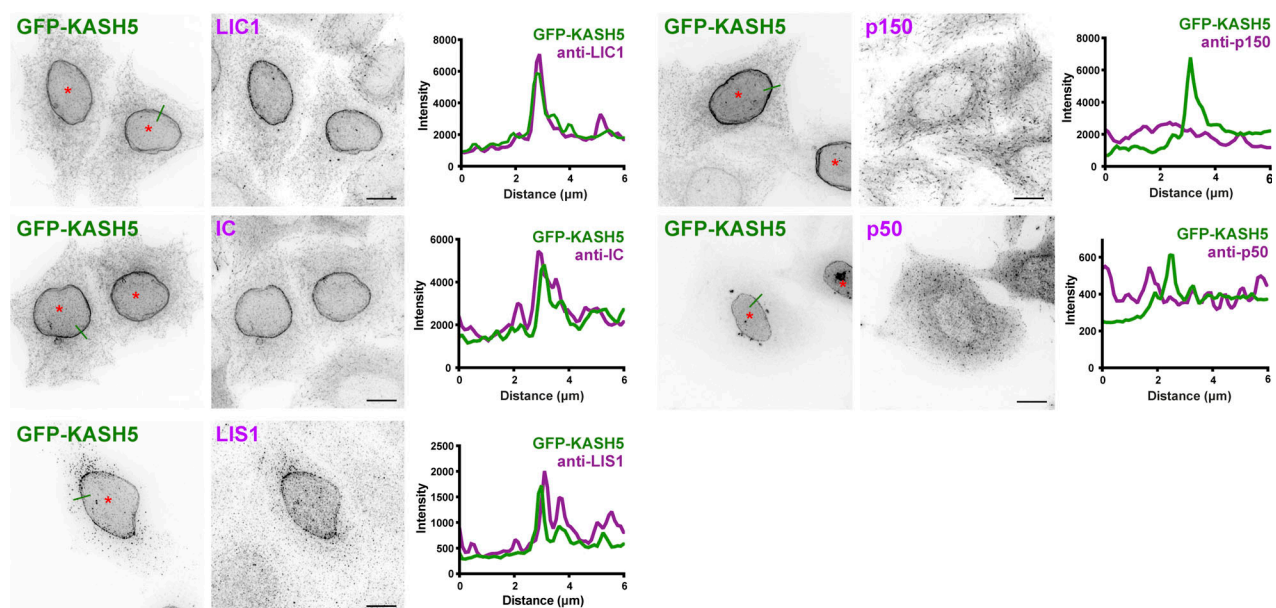 GFP-KASH5
LIC1
GFP-KASH5
anti-LIC1
Intensity
8000
6000
4000
2000
0
0 2 4 6
Distance (µm)
GFP-KASH5
p150
GFP-KASH5
anti-p150
Intensity
8000
6000
4000
2000
0
0 2 4 6
Distance (µm)
GFP-KASH5
IC
GFP-KASH5
anti-IC
Intensity
6000
4000
2000
0
0 2 4 6
Distance (µm)
GFP-KASH5
p50
GFP-KASH5
anti-p50
Intensity
600
400
200
0
0 2 4 6
Distance (µm)
GFP-KASH5
LIS1
GFP-KASH5
anti-LIS1
Intensity
2500
2000
1500
1000
500
0
0 2 4 6
Distance (µm)